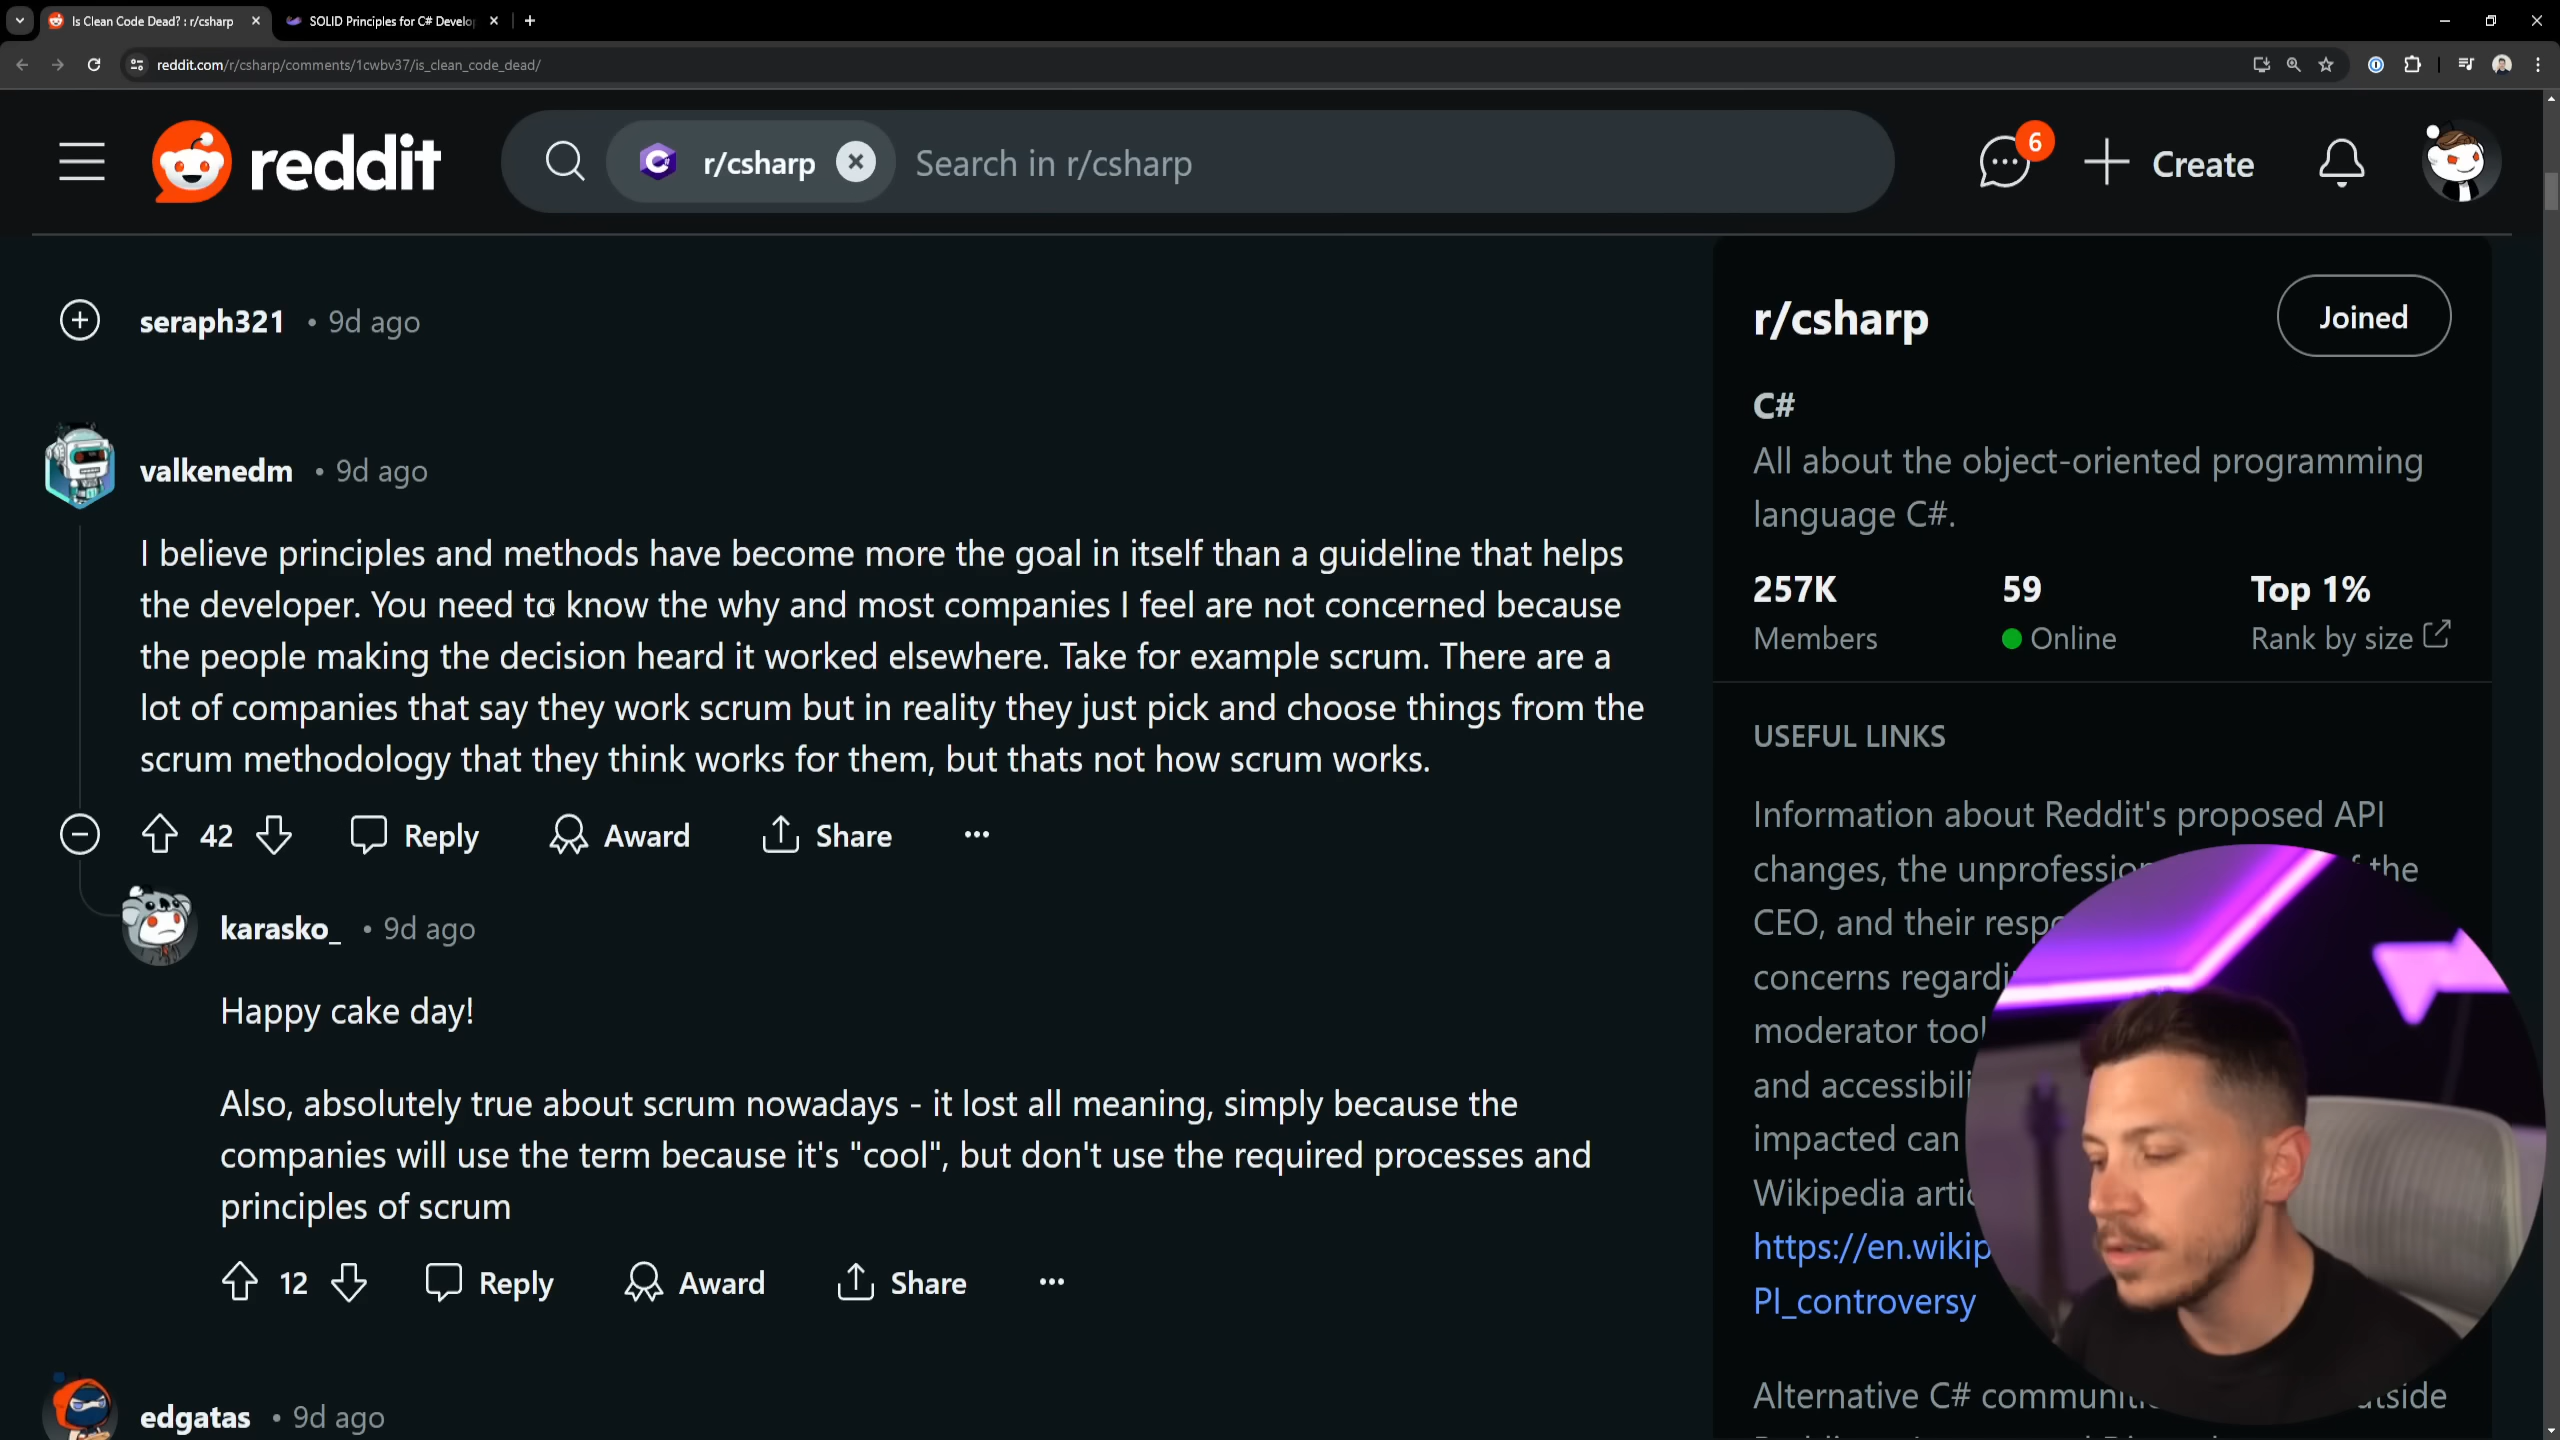 Is Clean Code Dead? : r/csharp
SOLID Principles for C# Develo
reddit.com/r/csharp/comments/1cwbv37/is_clean_code_dead/
reddit
r/csharp
Search in r/csharp
6
Create
seraph321 • 9d ago
valkenedm • 9d ago
I believe principles and methods have become more the goal in itself than a guideline that helps
the developer. You need to know the why and most companies I feel are not concerned because
the people making the decision heard it worked elsewhere. Take for example scrum. There are a
lot of companies that say they work scrum but in reality they just pick and choose things from the
scrum methodology that they think works for them, but thats not how scrum works.
42 Reply Award Share
karasko_ • 9d ago
Happy cake day!
Also, absolutely true about scrum nowadays - it lost all meaning, simply because the
companies will use the term because it's "cool", but don't use the required processes and
principles of scrum
12 Reply Award Share
edgatas • 9d ago
r/csharp
Joined
C#
All about the object-oriented programming
language C#.
257K 59 Top 1%
Members Online Rank by size
USEFUL LINKS
Information about Reddit's proposed API
changes, the the
CEO, and their
concerns
moderator
and
impacted can
Wikipedia
https://en.wikip
PI_controversy
Alternative C#